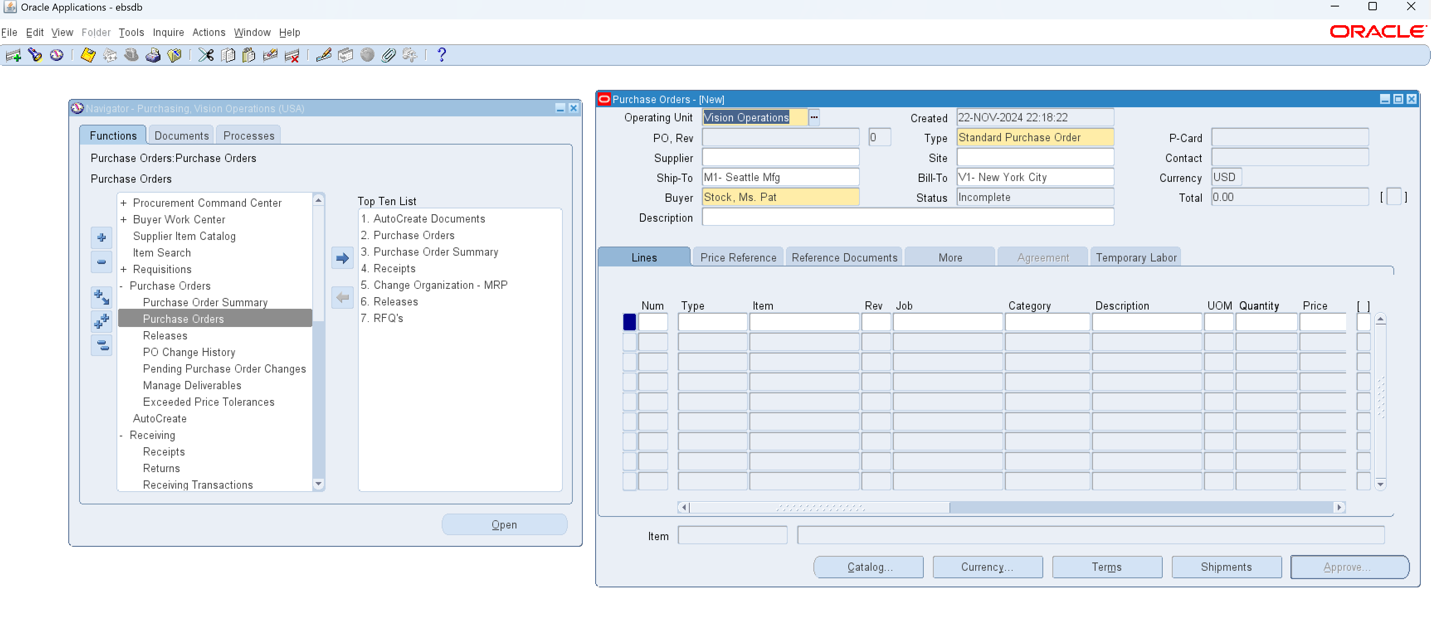 Oracle Applications - ebsdb
File Edit View Folder Tools Inquire Actions Window Help
ORACLE
Navigator - Purchasing, Vision Operations (USA)
Functions Documents Processes
Purchase Orders:Purchase Orders
Purchase Orders
+ Procurement Command Center
+ Buyer Work Center
Supplier Item Catalog
Item Search
+ Requisitions
- Purchase Orders
Purchase Order Summary
Purchase Orders
Releases
PO Change History
Pending Purchase Order Changes
Manage Deliverables
Exceeded Price Tolerances
AutoCreate
- Receiving
Receipts
Returns
Receiving Transactions
Top Ten List
1. AutoCreate Documents
2. Purchase Orders
3. Purchase Order Summary
4. Receipts
5. Change Organization - MRP
6. Releases
7. RFQ's
Open
Purchase Orders - [New]
Operating Unit Vision Operations ... Created 22-NOV-2024 22:18:22
PO, Rev 0 Type Standard Purchase Order P-Card
Supplier Site Contact
Ship-To M1- Seattle Mfg Bill-To V1- New York City Currency USD
Buyer Stock, Ms. Pat Status Incomplete Total 0.00 [ ]
Description
Lines Price Reference Reference Documents More Agreement Temporary Labor
Num Type Item Rev Job Category Description UOM Quantity Price [ ]
Item
Catalog... Currency... Terms Shipments Approve...